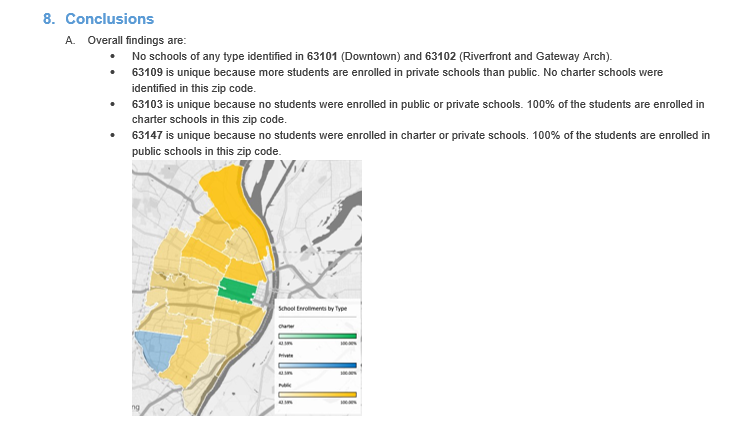 8. Conclusions
A. Overall findings are:
• No schools of any type identified in 63101 (Downtown) and 63102 (Riverfront and Gateway Arch).
• 63109 is unique because more students are enrolled in private schools than public. No charter schools were
identified in this zip code.
• 63103 is unique because no students were enrolled in public or private schools. 100% of the students are enrolled in
charter schools in this zip code.
• 63147 is unique because no students were enrolled in charter or private schools. 100% of the students are enrolled in
public schools in this zip code.
School Enrollments by Type
Charter
42.59% 100.00%
Private
42.59% 100.00%
Public
42.59% 100.00%
ng